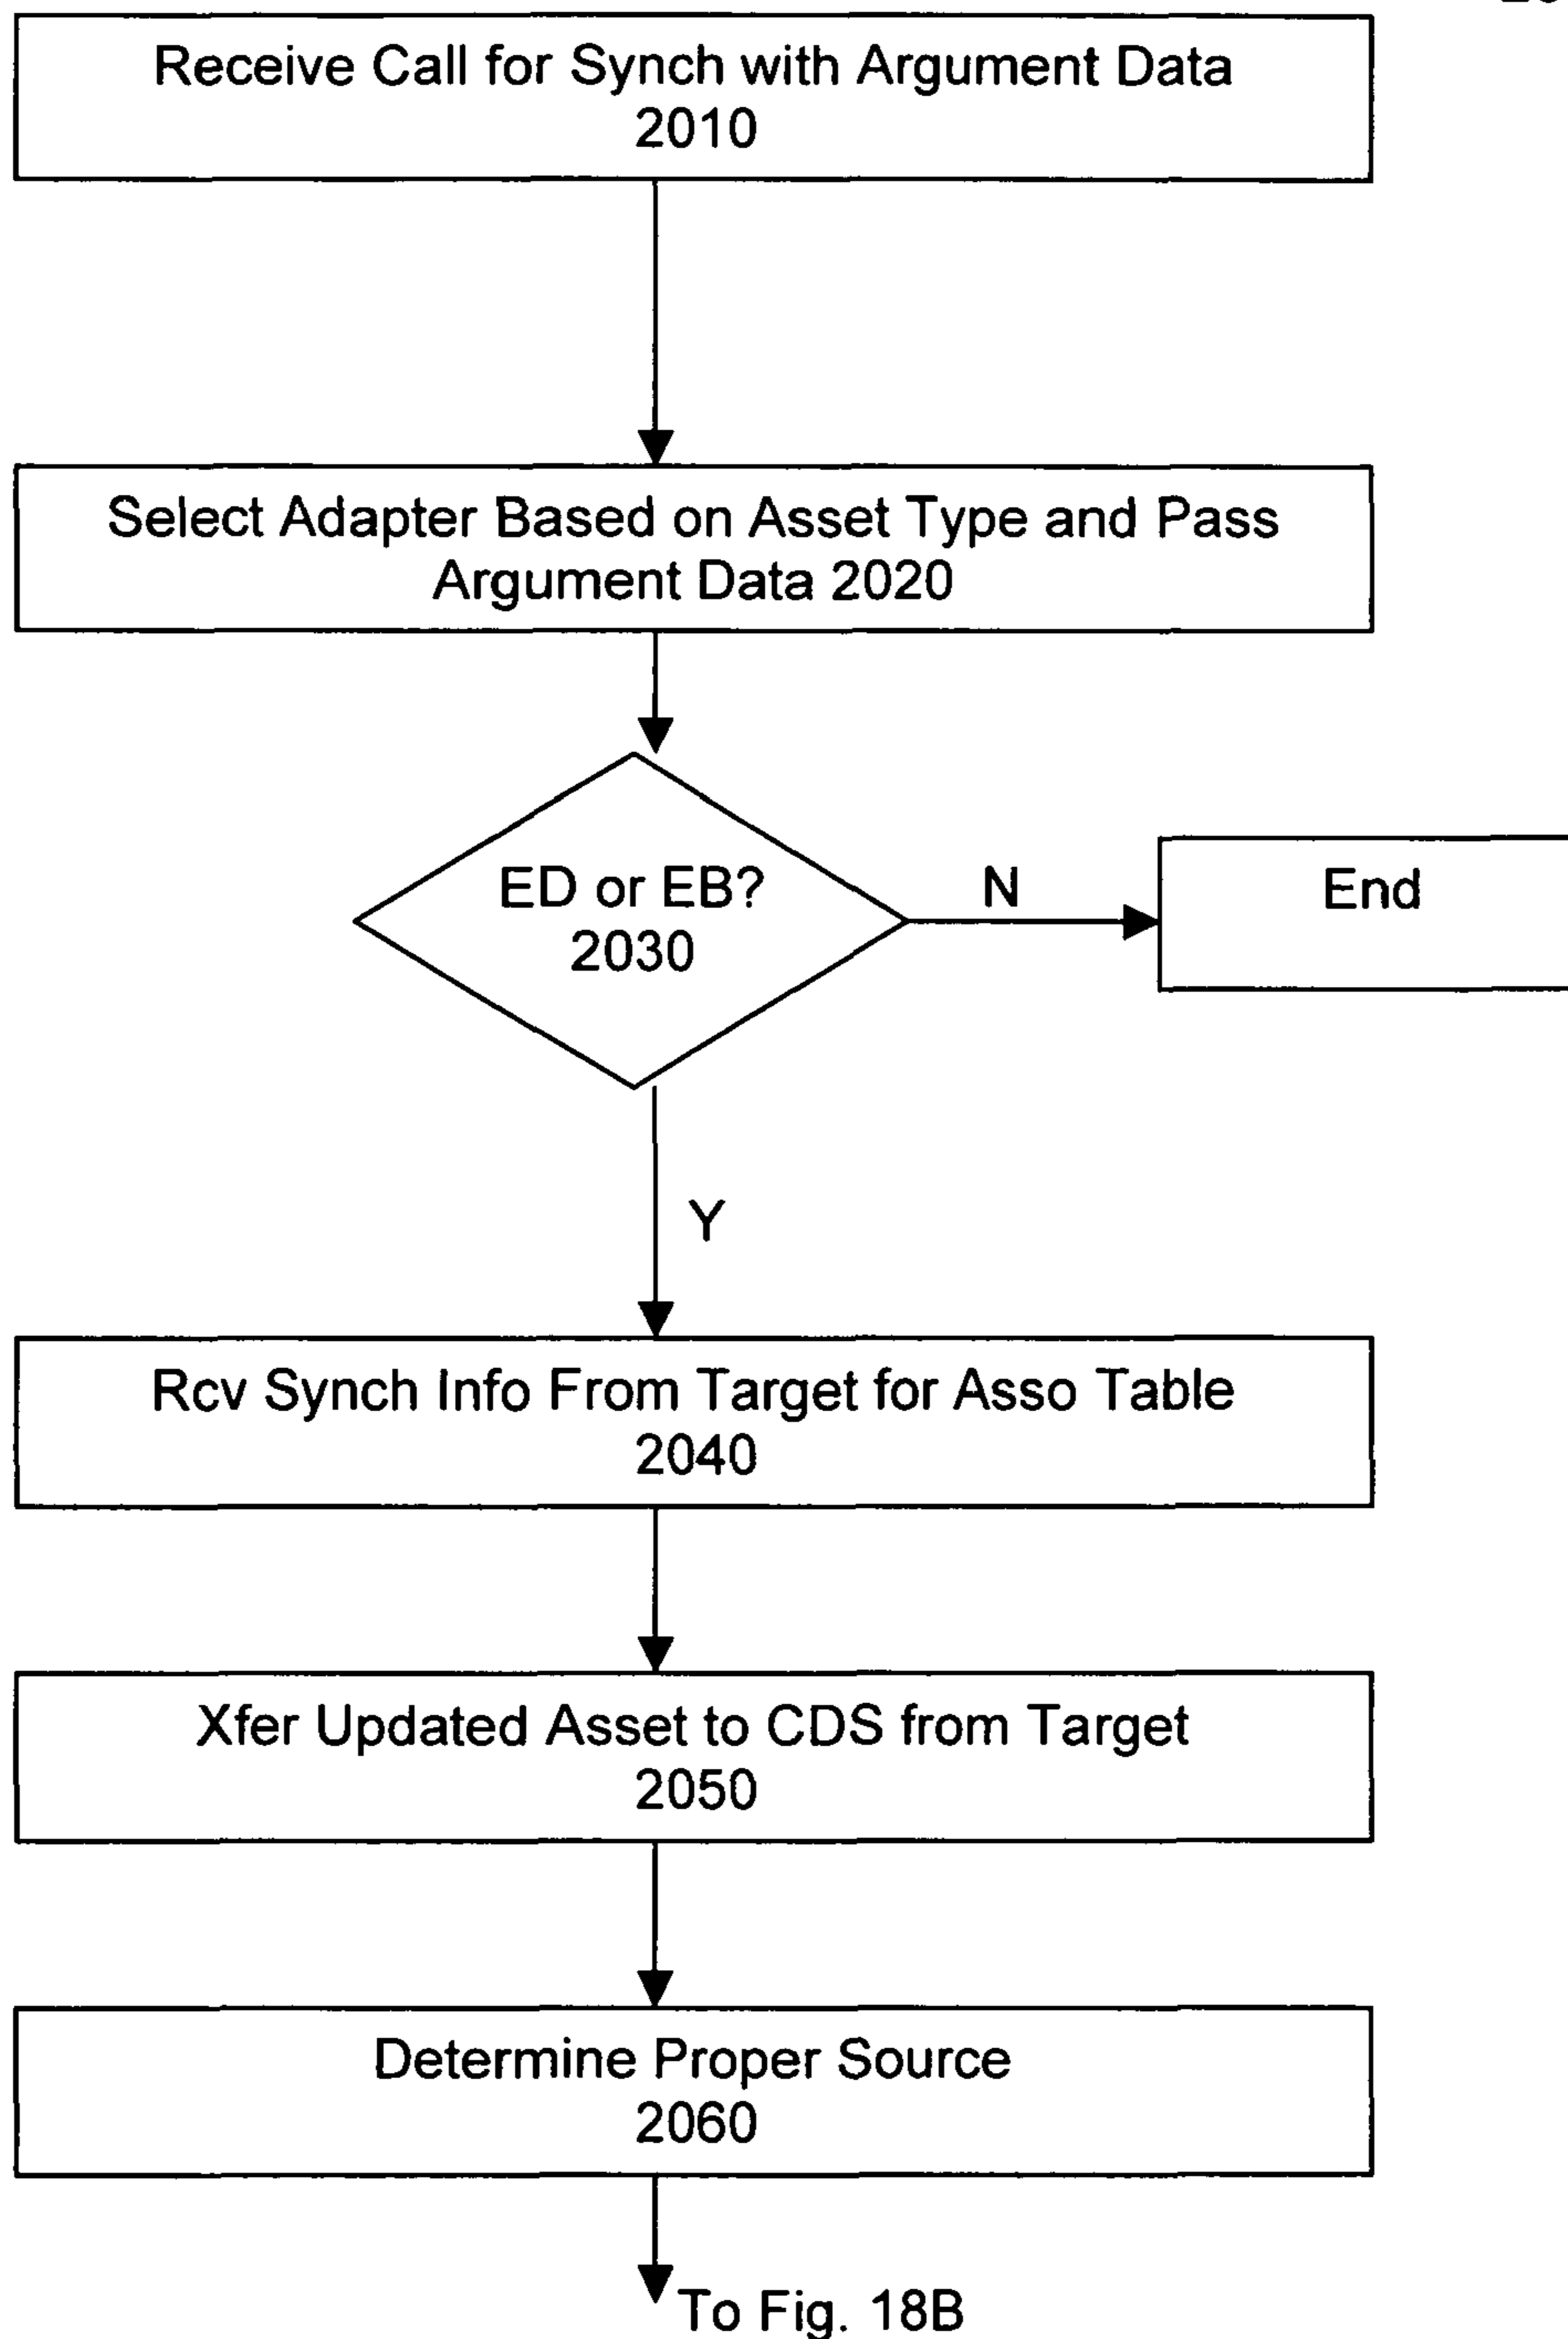 Receive Call for Synch with Argument Data
2010
Select Adapter Based on Asset Type and Pass
Argument Data 2020
ED or EB?
2030
N
End
Y
Rcv Synch Info From Target for Asso Table
2040
Xfer Updated Asset to CDS from Target
2050
Determine Proper Source
2060
To Fig. 18B